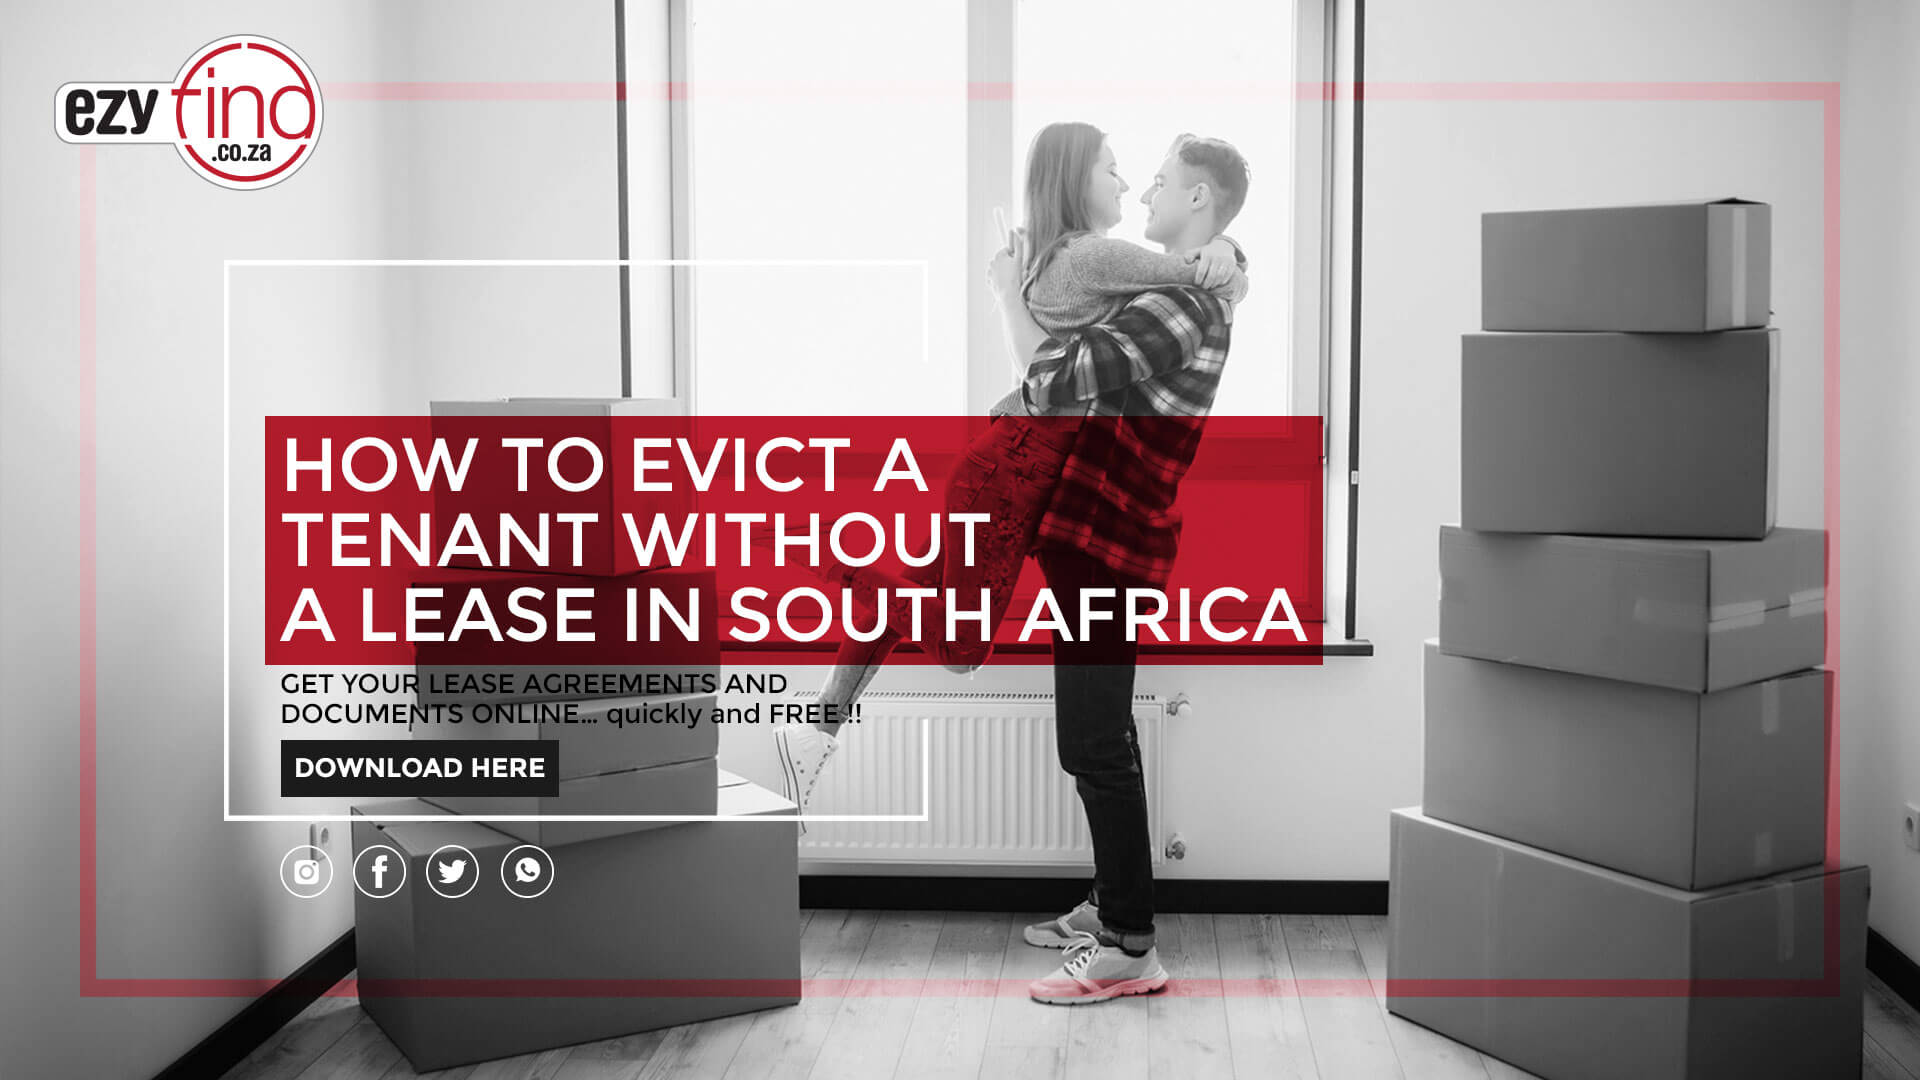 ezy find
.co.za
HOW TO EVICT A
TENANT WITHOUT
A LEASE IN SOUTH AFRICA
GET YOUR LEASE AGREEMENTS AND
DOCUMENTS ONLINE... quickly and FREE !!
DOWNLOAD HERE